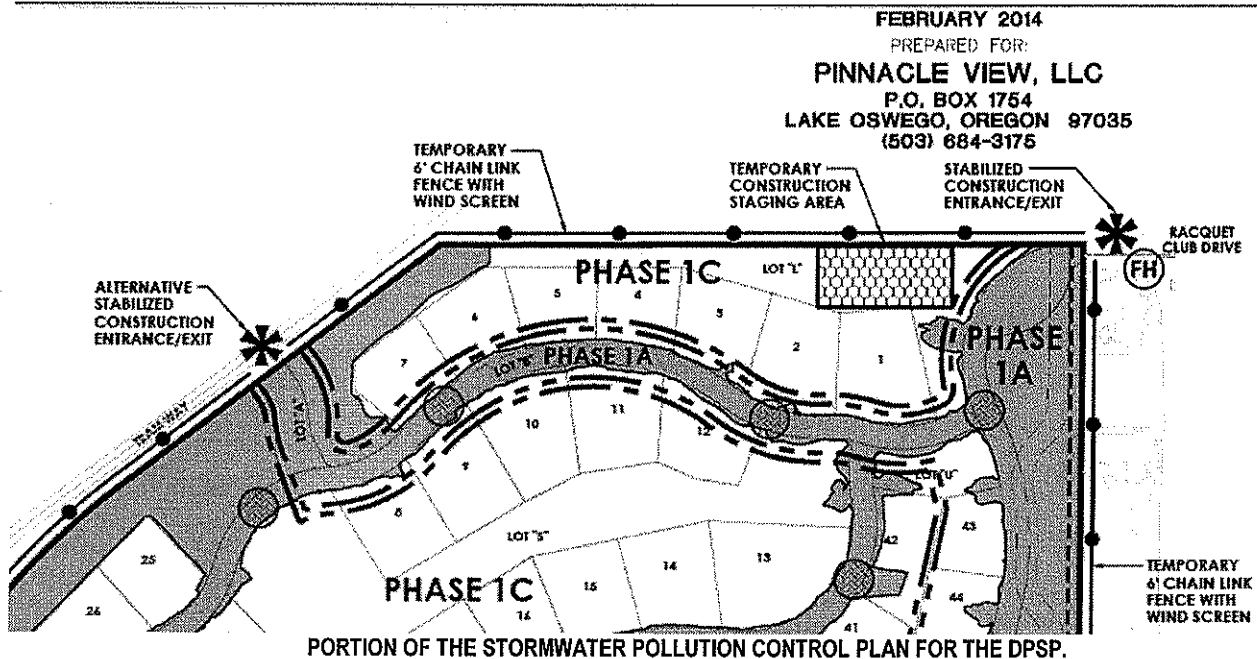 FEBRUARY 2014
PREPARED FOR:
PINNACLE VIEW, LLC
P.O. BOX 1754
LAKE OSWEGO, OREGON 97035
(503) 684-3175
TEMPORARY
6' CHAIN LINK
FENCE WITH
WIND SCREEN
TEMPORARY
CONSTRUCTION
STAGING AREA
STABILIZED
CONSTRUCTION
ENTRANCE/EXIT
RACQUET
CLUB DRIVE
FH
ALTERNATIVE
STABILIZED
CONSTRUCTION
ENTRANCE/EXIT
TRAMWAY
PHASE 1C
LOT "L"
PHASE
1A
PHASE 1A
LOT "B"
LOT "A"
7
6
5
4
3
2
1
8
9
10
11
12
LOT "U"
LOT "S"
PHASE 1C
25
26
16
15
14
13
42
43
44
41
TEMPORARY
6' CHAIN LINK
FENCE WITH
WIND SCREEN
PORTION OF THE STORMWATER POLLUTION CONTROL PLAN FOR THE DPSP.